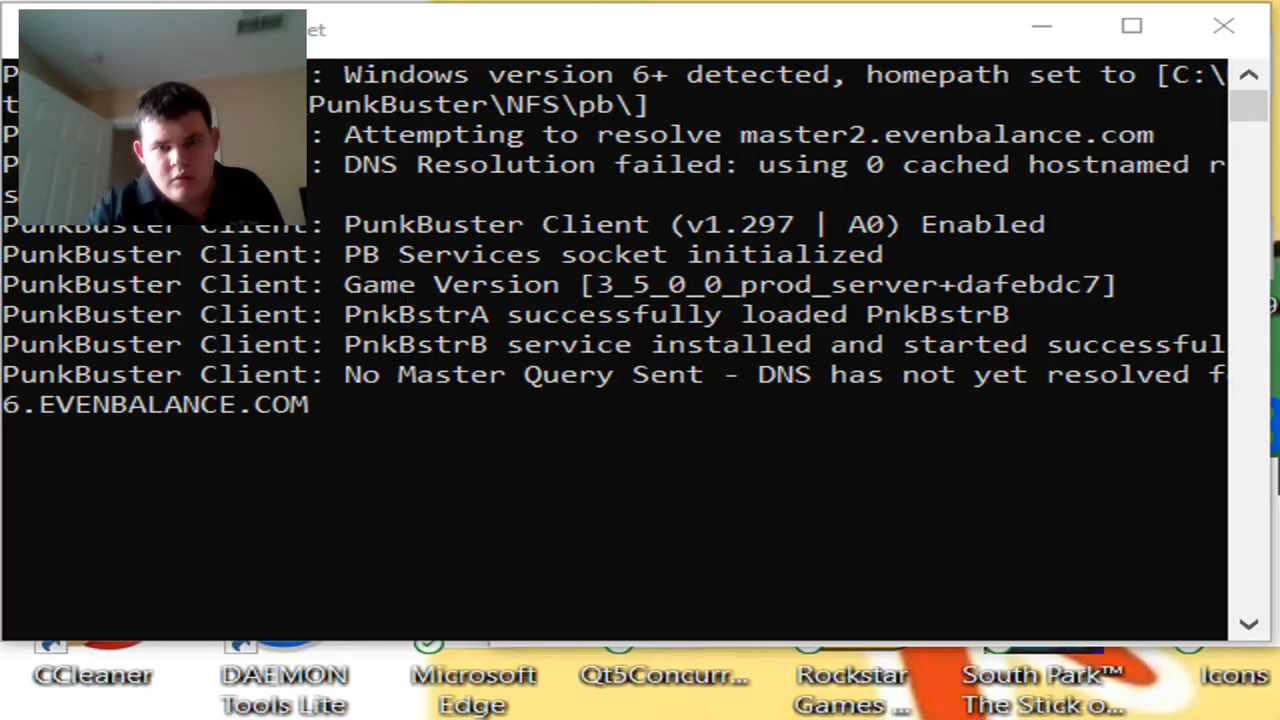 et
P : Windows version 6+ detected, homepath set to [C:\
t PunkBuster\NFS\pb\]
P : Attempting to resolve master2.evenbalance.com
P : DNS Resolution failed: using 0 cached hostnamed r
s
PunkBuster Client: PunkBuster Client (v1.297 | A0) Enabled
PunkBuster Client: PB Services socket initialized
PunkBuster Client: Game Version [3_5_0_0_prod_server+dafebdc7]
PunkBuster Client: PnkBstrA successfully loaded PnkBstrB
PunkBuster Client: PnkBstrB service installed and started successful
PunkBuster Client: No Master Query Sent - DNS has not yet resolved f
6.EVENBALANCE.COM
CCleaner DAEMON Microsoft Qt5Concurr... Rockstar South Park™ Icons
Tools Lite Edge Games ... The Stick o...